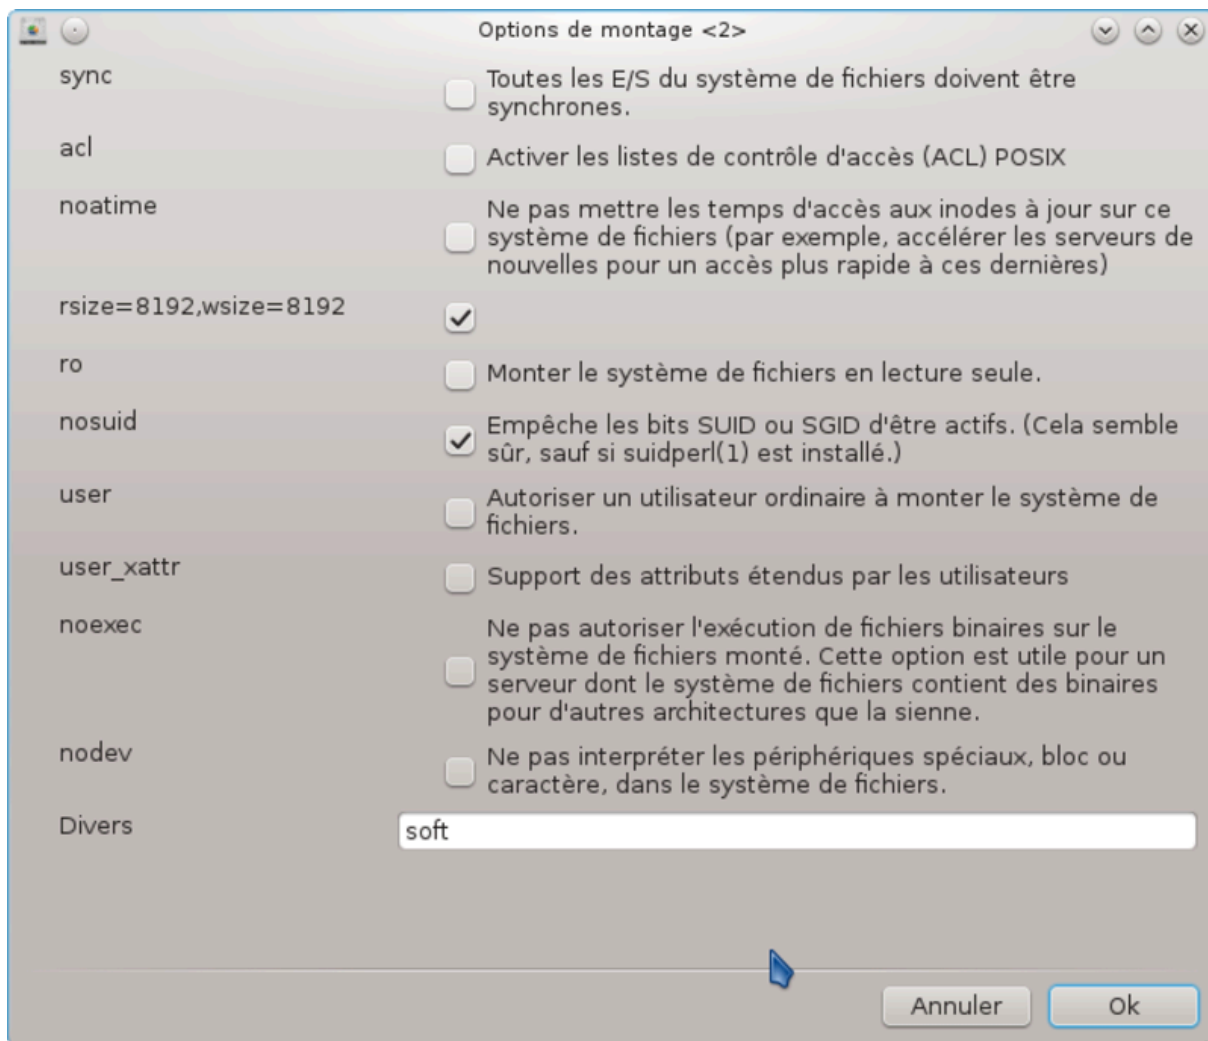 Options de montage <2>
sync
Toutes les E/S du système de fichiers doivent être
synchrones.
acl
Activer les listes de contrôle d'accès (ACL) POSIX
noatime
Ne pas mettre les temps d'accès aux inodes à jour sur ce
système de fichiers (par exemple, accélérer les serveurs de
nouvelles pour un accès plus rapide à ces dernières)
rsize=8192,wsize=8192
ro
Monter le système de fichiers en lecture seule.
nosuid
Empêche les bits SUID ou SGID d'être actifs. (Cela semble
sûr, sauf si suidperl(1) est installé.)
user
Autoriser un utilisateur ordinaire à monter le système de
fichiers.
user_xattr
Support des attributs étendus par les utilisateurs
noexec
Ne pas autoriser l'exécution de fichiers binaires sur le
système de fichiers monté. Cette option est utile pour un
serveur dont le système de fichiers contient des binaires
pour d'autres architectures que la sienne.
nodev
Ne pas interpréter les périphériques spéciaux, bloc ou
caractère, dans le système de fichiers.
Divers
soft
Annuler
Ok